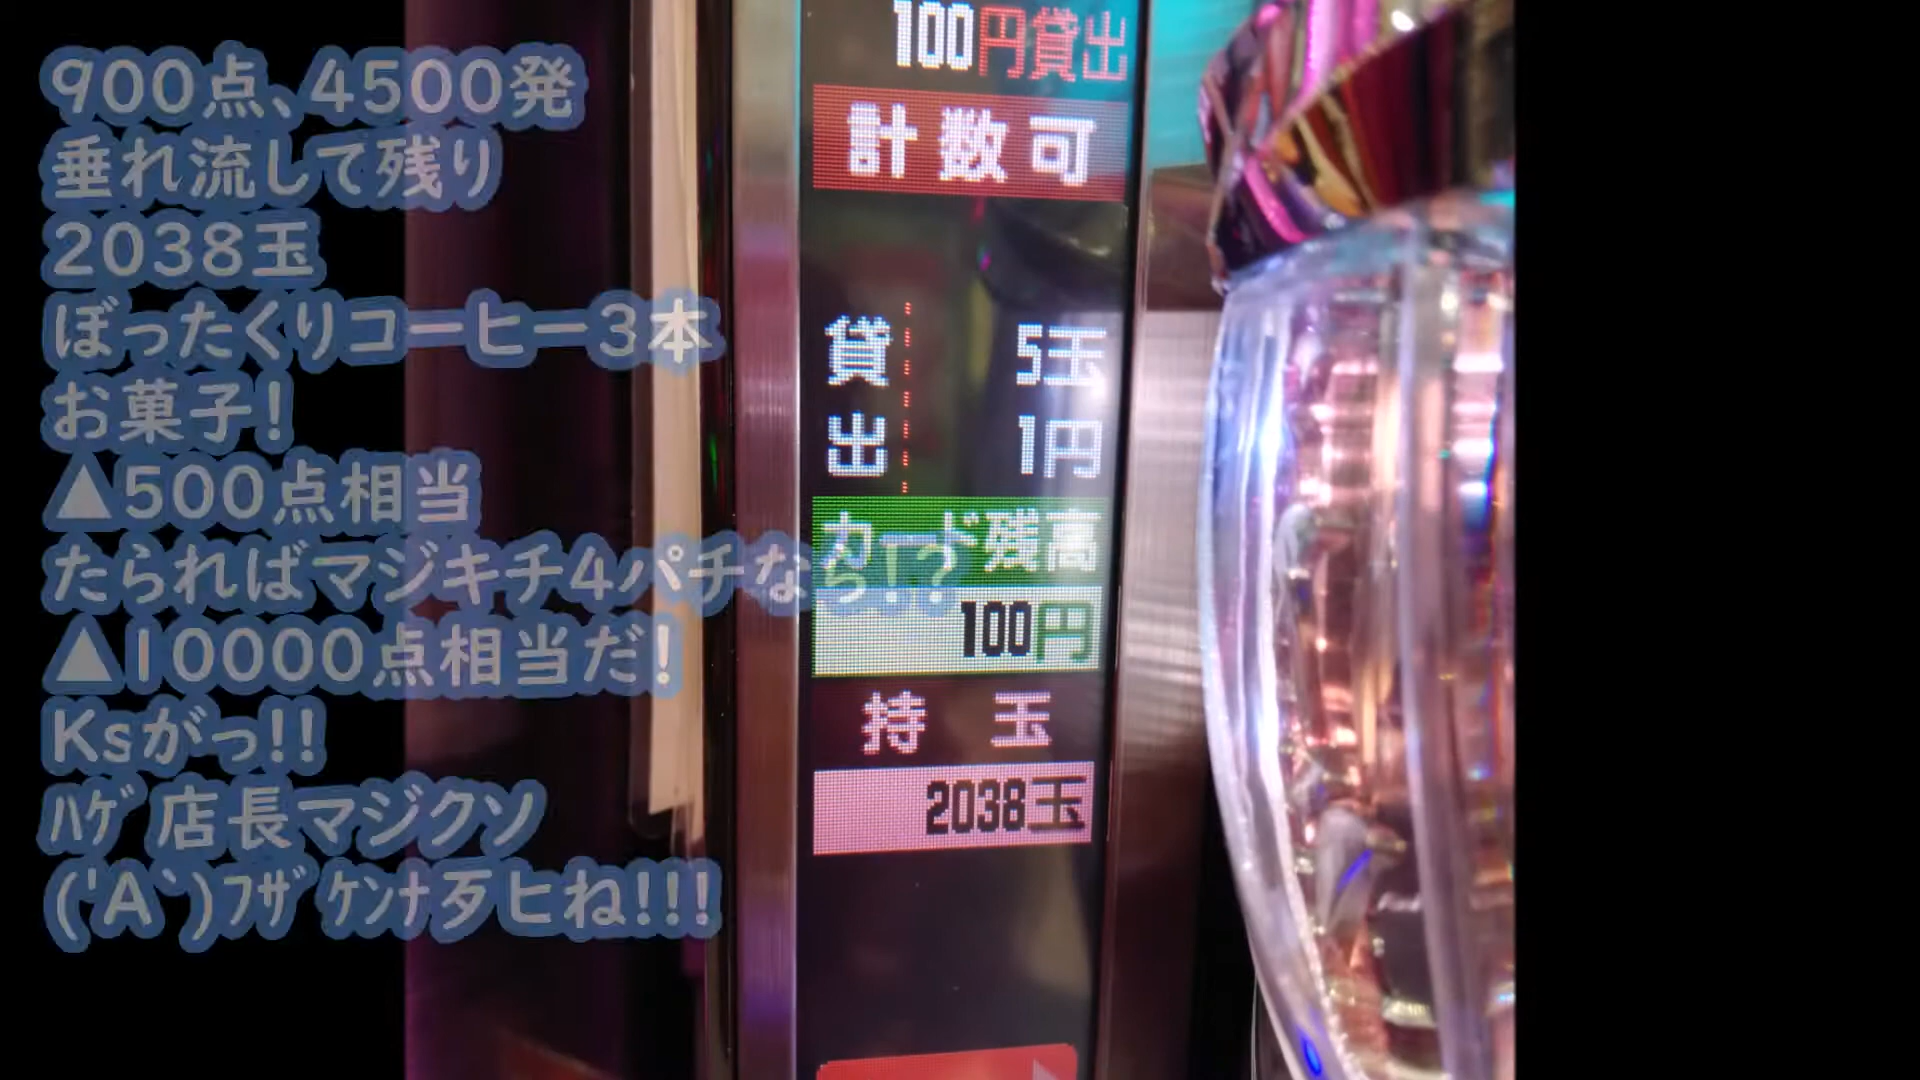 900点、4500発
垂れ流して残り
2038玉
ぼったくりコーヒー3本
お菓子!
▲500点相当
たらればマジキチ4パチなら!?
▲10000点相当だ!
Ksがっ!!
ﾊｹﾞ店長マジクソ
('A`)ﾌｻﾞｹﾝﾅ歹ヒね!!!
100円貸出
計数可
貸 5玉
出 1円
カード残高
100円
持 玉
2038玉